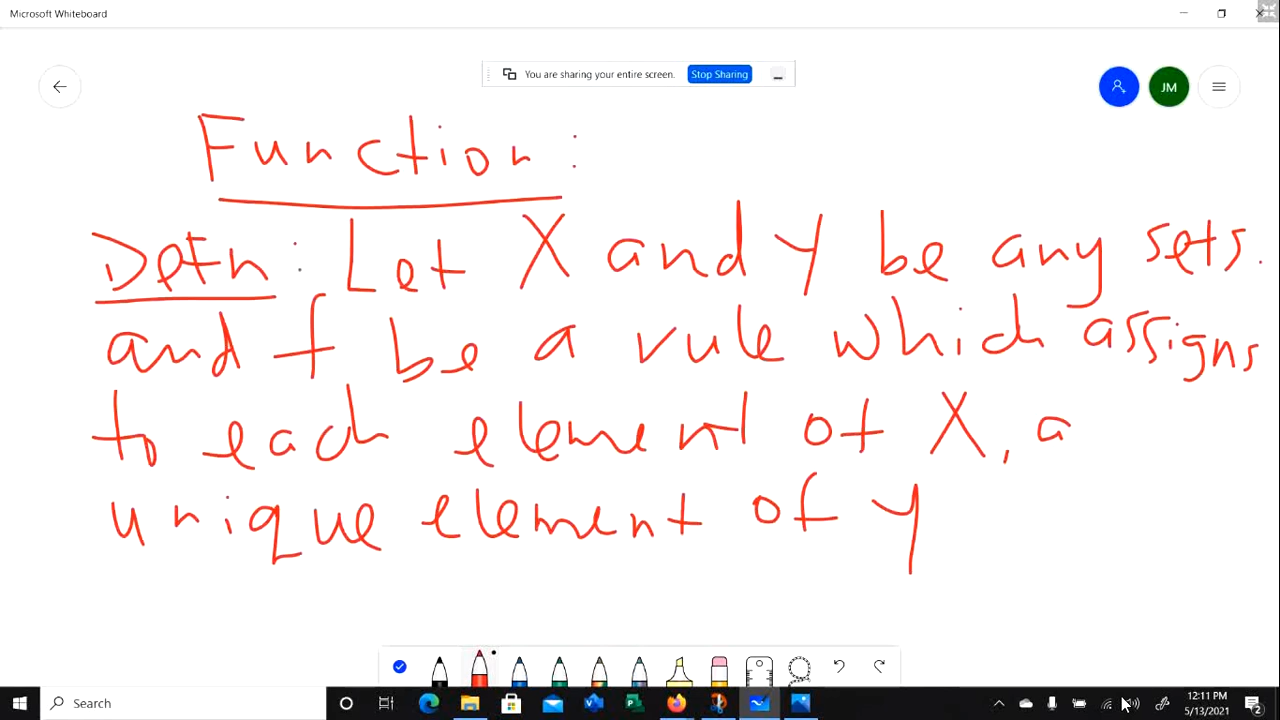 Microsoft Whiteboard
You are sharing your entire screen. Stop Sharing
JM
Function:
Defn: Let X and Y be any sets.
and f be a rule which assigns
to each element of X, a
unique element of Y
Search
12:11 PM
5/13/2021
2